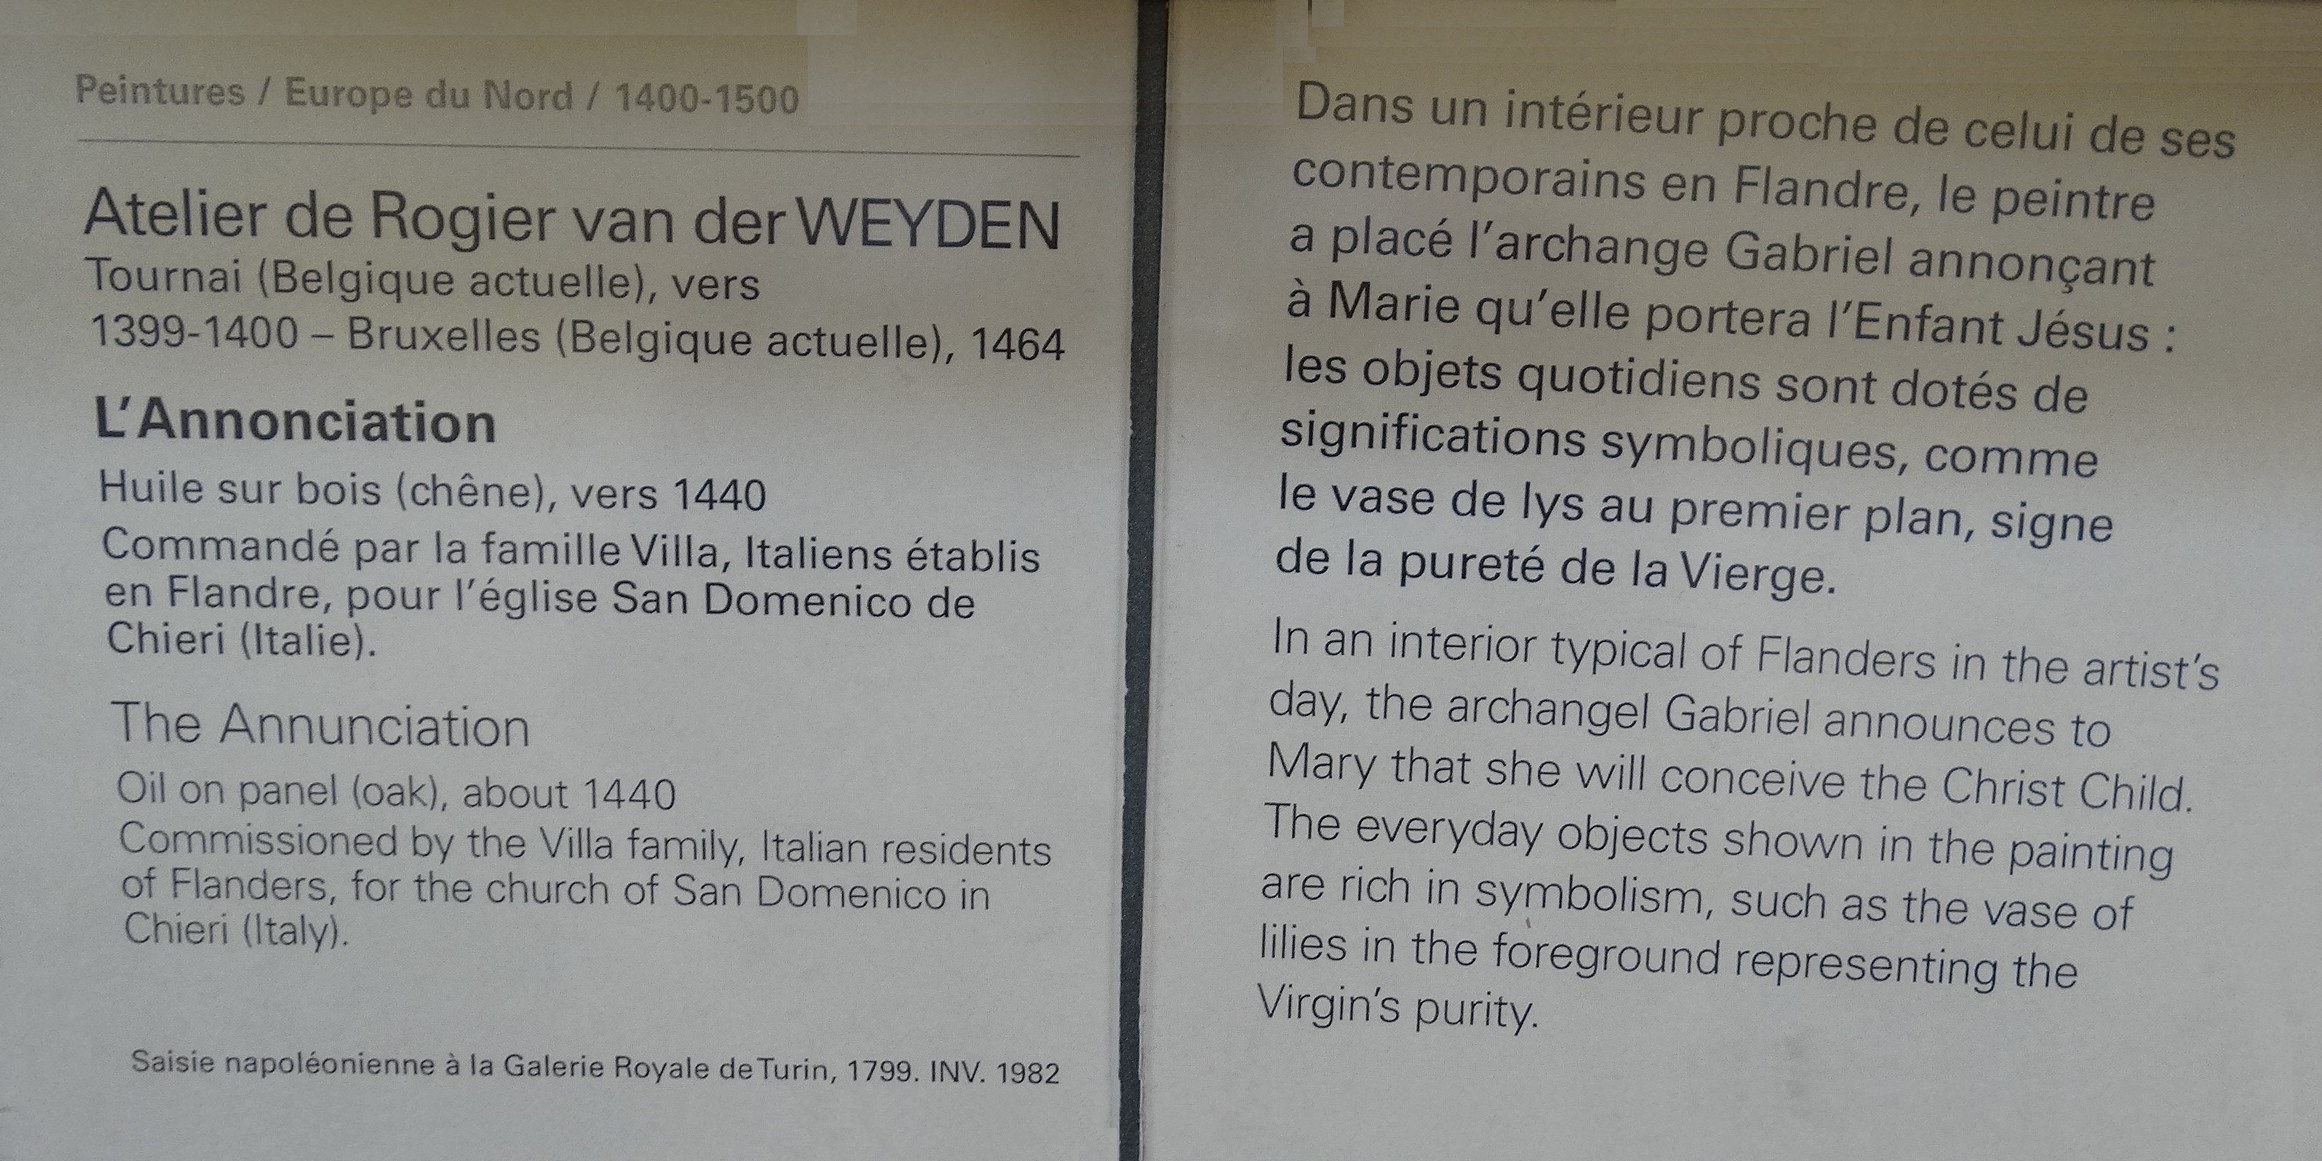 Peintures / Europe du Nord / 1400-1500
Atelier de Rogier van der WEYDEN
Tournai (Belgique actuelle), vers
1399-1400 – Bruxelles (Belgique actuelle), 1464
L'Annonciation
Huile sur bois (chêne), vers 1440
Commandé par la famille Villa, Italiens établis
en Flandre, pour l'église San Domenico de
Chieri (Italie).
The Annunciation
Oil on panel (oak), about 1440
Commissioned by the Villa family, Italian residents
of Flanders, for the church of San Domenico in
Chieri (Italy).
Saisie napoléonienne à la Galerie Royale de Turin, 1799. INV. 1982
Dans un intérieur proche de celui de ses
contemporains en Flandre, le peintre
a placé l'archange Gabriel annonçant
à Marie qu'elle portera l'Enfant Jésus :
les objets quotidiens sont dotés de
significations symboliques, comme
le vase de lys au premier plan, signe
de la pureté de la Vierge.
In an interior typical of Flanders in the artist's
day, the archangel Gabriel announces to
Mary that she will conceive the Christ Child.
The everyday objects shown in the painting
are rich in symbolism, such as the vase of
lilies in the foreground representing the
Virgin's purity.